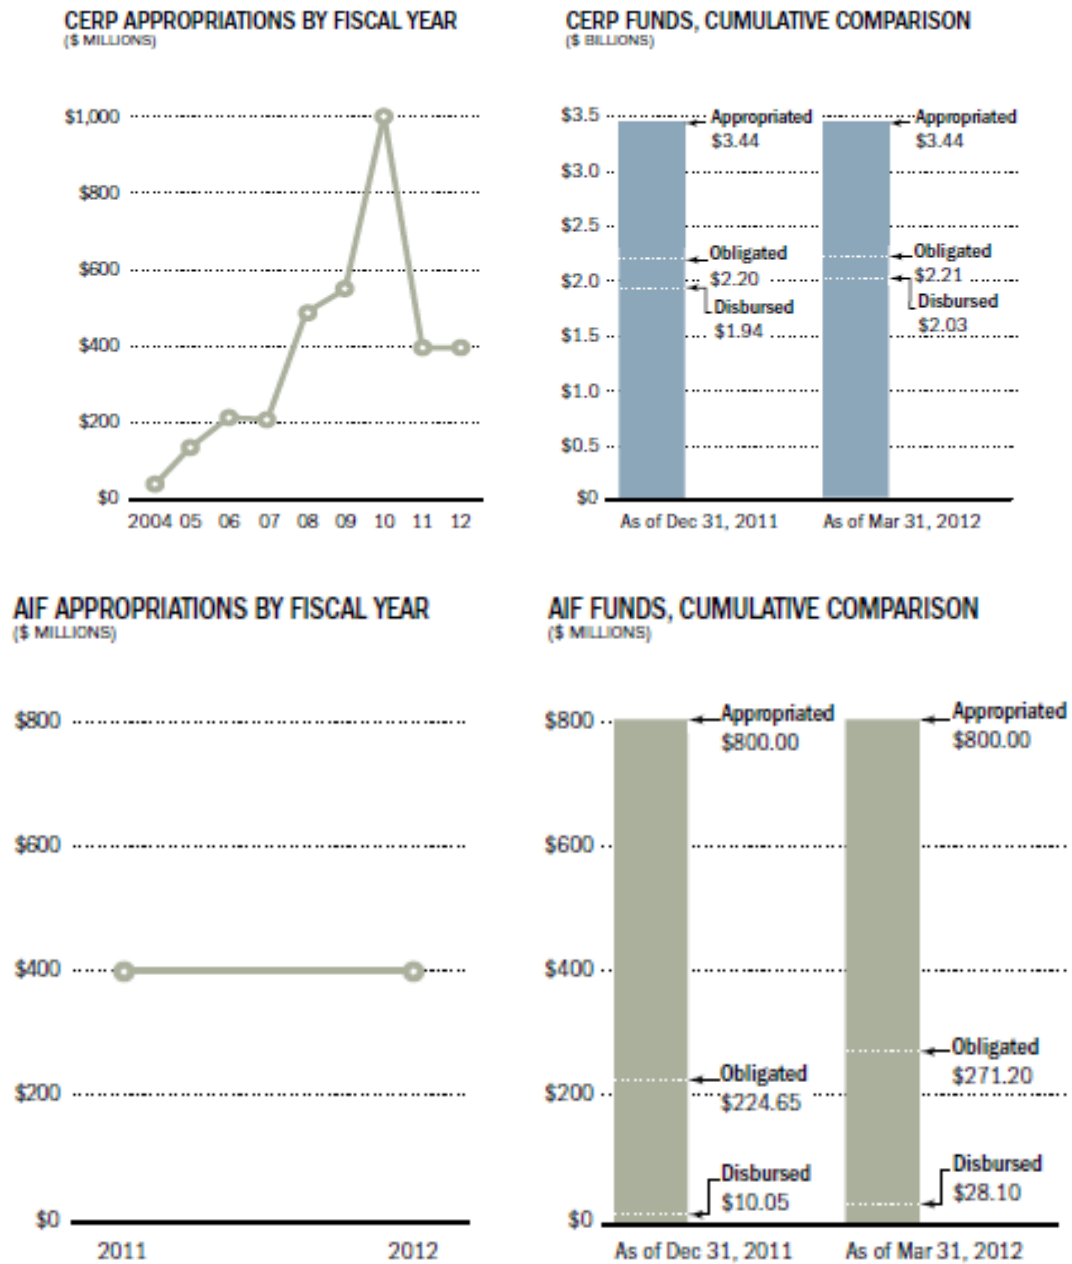 CERP APPROPRIATIONS BY FISCAL YEAR
($ MILLIONS)
$1,000
$800
$600
$400
$200
$0
2004 05 06 07 08 09 10 11 12
CERP FUNDS, CUMULATIVE COMPARISON
($ BILLIONS)
$3.5
$3.0
$2.5
$2.0
$1.5
$1.0
$0.5
$0
Appropriated
$3.44
Obligated
$2.20
Disbursed
$1.94
Appropriated
$3.44
Obligated
$2.21
Disbursed
$2.03
As of Dec 31, 2011 As of Mar 31, 2012
AIF APPROPRIATIONS BY FISCAL YEAR
($ MILLIONS)
$800
$600
$400
$200
$0
2011 2012
AIF FUNDS, CUMULATIVE COMPARISON
($ MILLIONS)
$800
$600
$400
$200
$0
Appropriated
$800.00
Obligated
$224.65
Disbursed
$10.05
Appropriated
$800.00
Obligated
$271.20
Disbursed
$28.10
As of Dec 31, 2011 As of Mar 31, 2012